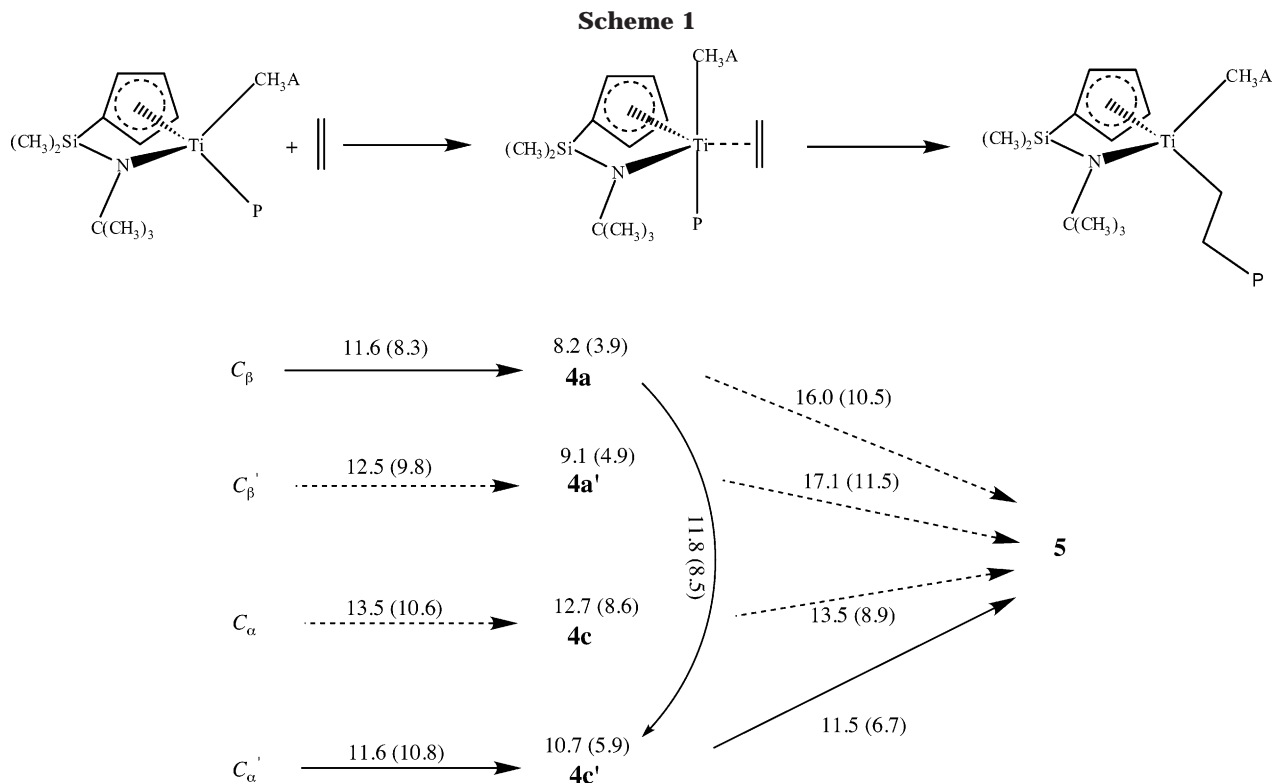 Scheme 1
CH₃A
(CH₃)₂Si
Ti
N
P
C(CH₃)₃
+
CH₃A
(CH₃)₂Si
Ti
N
P
C(CH₃)₃
CH₃A
(CH₃)₂Si
Ti
N
C(CH₃)₃
P
Cβ
11.6 (8.3)
8.2 (3.9)
4a
16.0 (10.5)
Cβ'
12.5 (9.8)
9.1 (4.9)
4a'
17.1 (11.5)
11.8 (8.5)
5
Cα
13.5 (10.6)
12.7 (8.6)
4c
13.5 (8.9)
Cα'
11.6 (10.8)
10.7 (5.9)
4c'
11.5 (6.7)